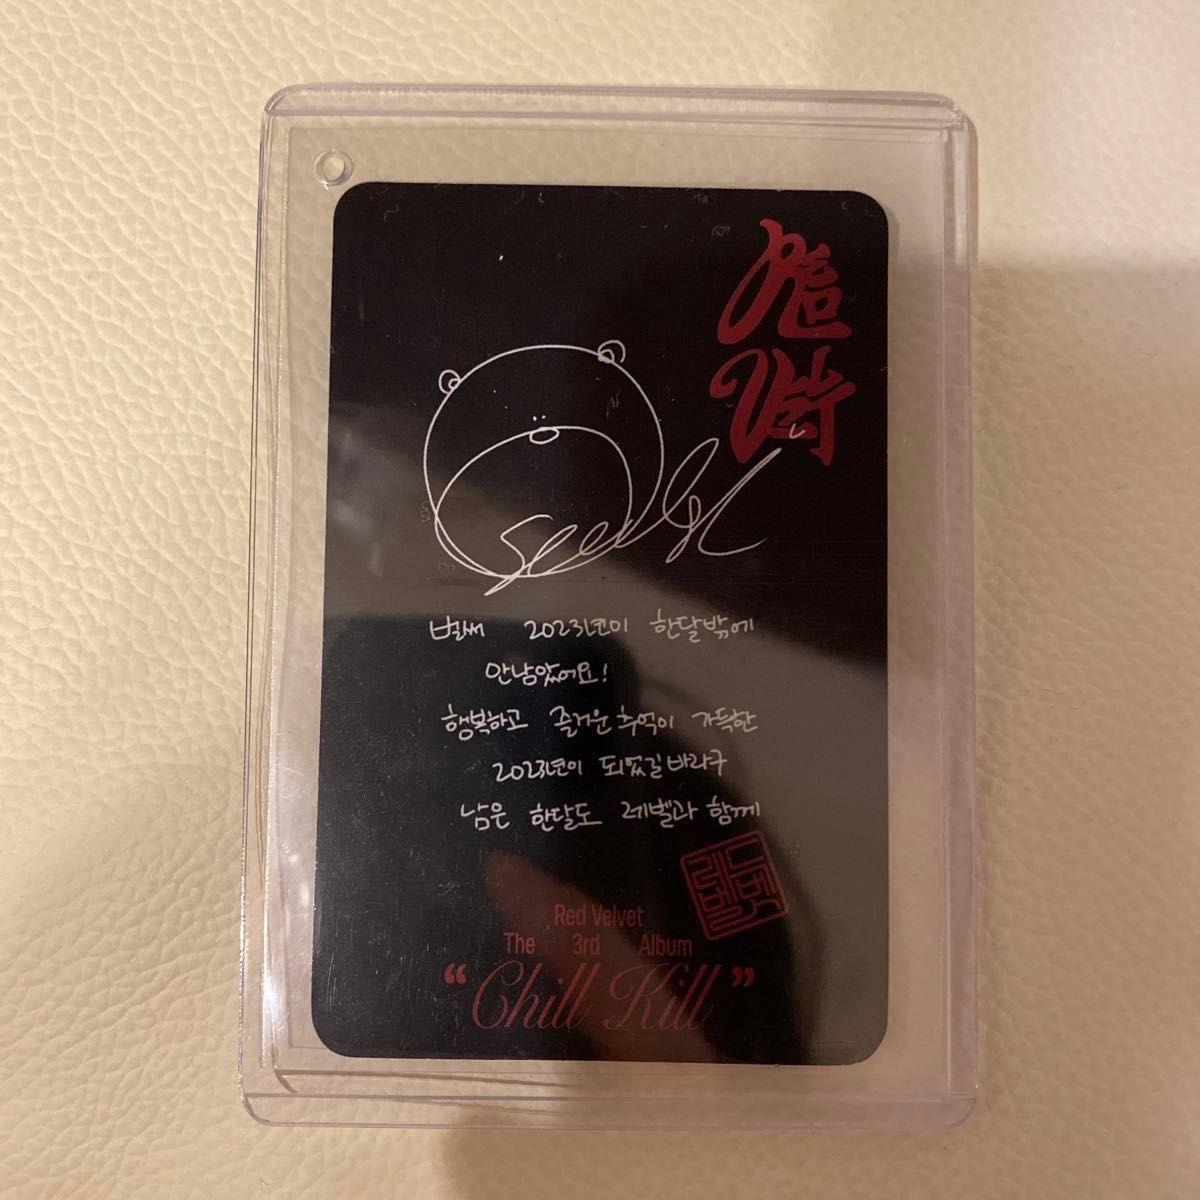 Seulgi
벌써 2023년이 한달밖에
안남았어요!
행복하고 즐거운 추억이 가득한
2023년이 되었길 바라구
남은 한달도 레벨과 함께
레드
벨벳
Red Velvet
The 3rd Album
“Chill Kill”